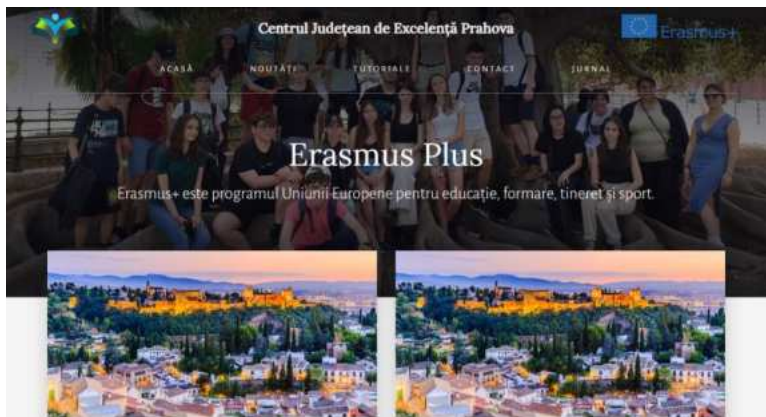 Centrul Județean de Excelență Prahova
Erasmus+
ACASĂ NOUTĂȚI TUTORIALE CONTACT JURNAL
Erasmus Plus
Erasmus+ este programul Uniunii Europene pentru educație, formare, tineret și sport.